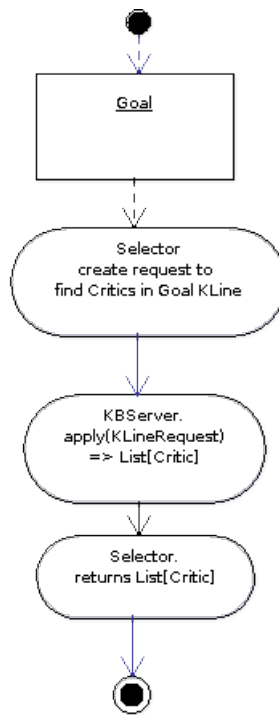 Goal
Selector
create request to
find Critics in Goal KLine
KBServer.
apply(KLineRequest)
=> List[Critic]
Selector.
returns List[Critic]